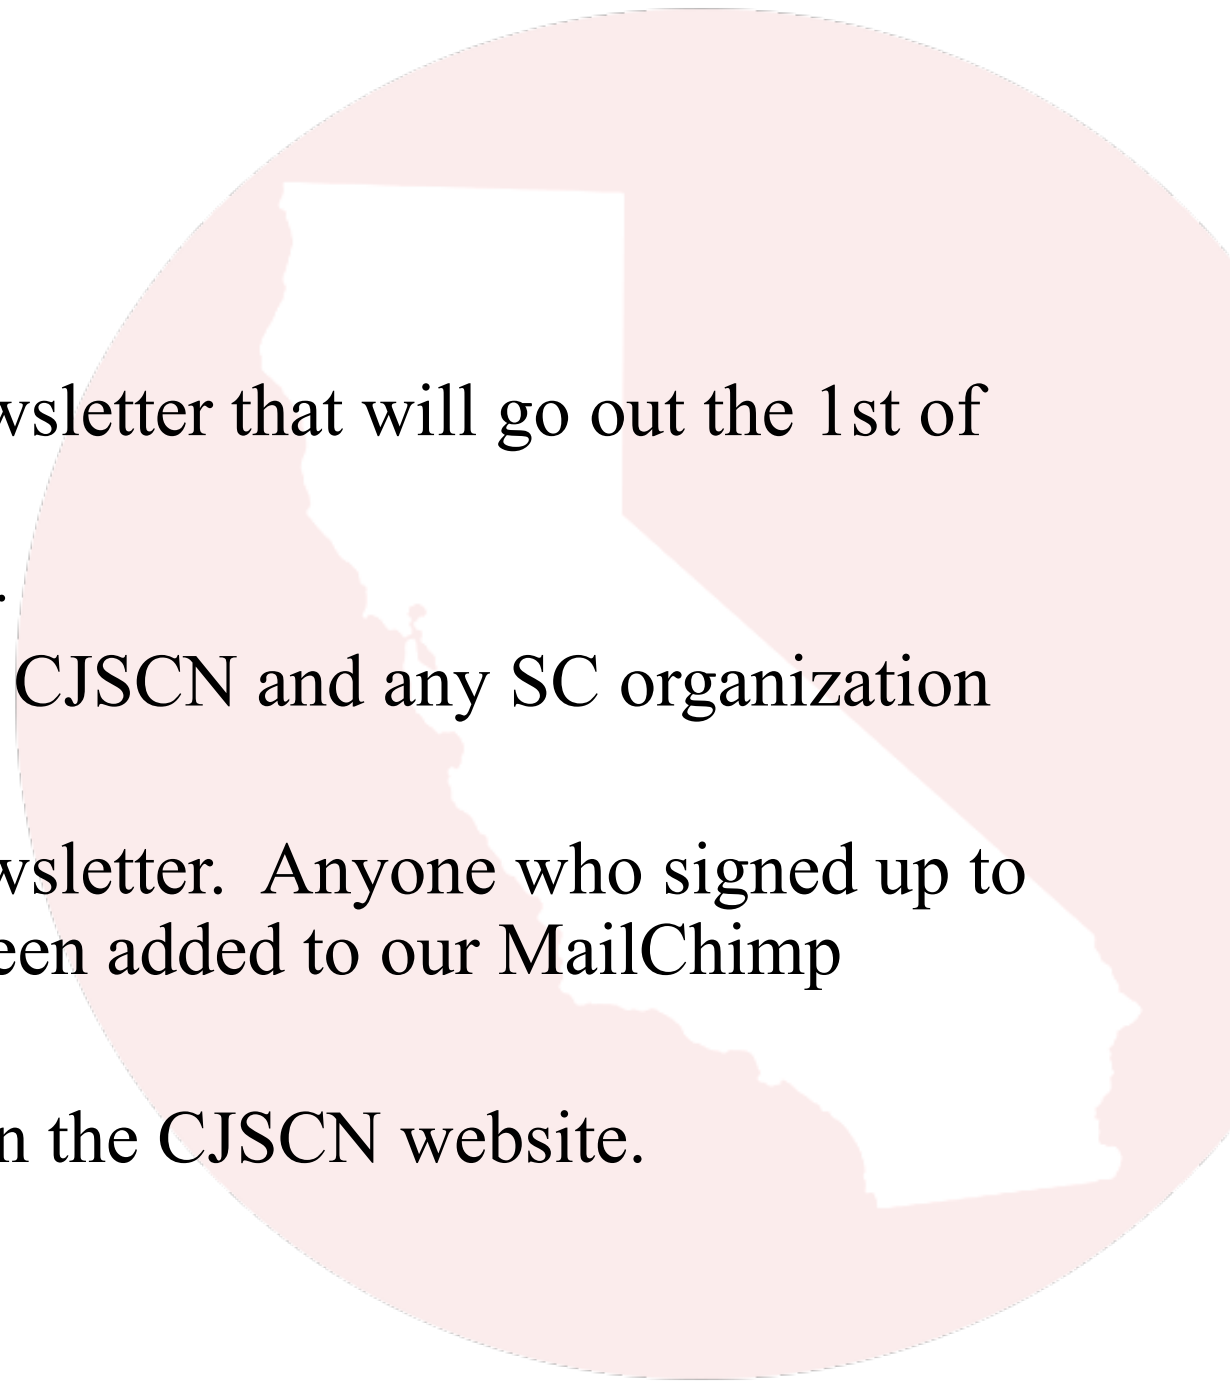 wsletter that will go out the 1st of
.
CJSCN and any SC organization
wsletter.  Anyone who signed up to
een added to our MailChimp
n the CJSCN website.